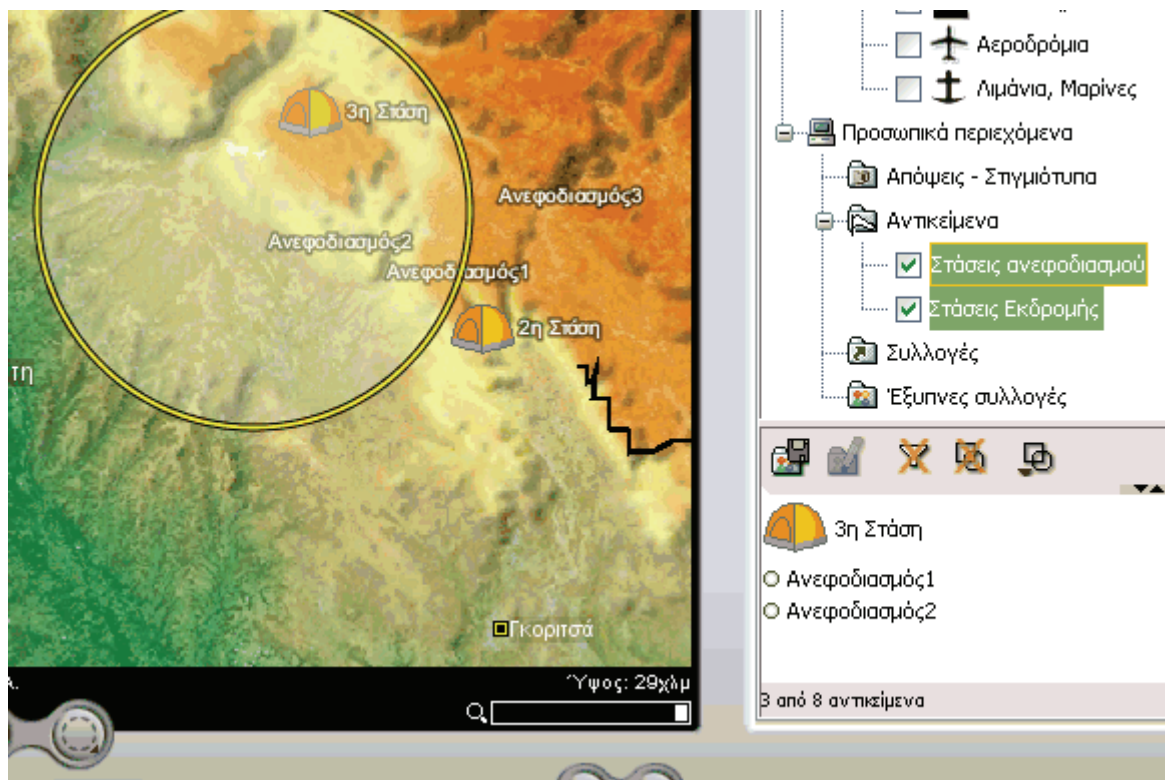 3η Στάση
Ανεφοδιασμός3
Ανεφοδιασμός2
Ανεφοδιασμός1
2η Στάση
τη
Γκοριτσά
Ύψος: 29χλμ
Αεροδρόμια
Λιμάνια, Μαρίνες
Προσωπικά περιεχόμενα
Απόψεις - Στιγμιότυπα
Αντικείμενα
Στάσεις ανεφοδιασμού
Στάσεις Εκδρομής
Συλλογές
Έξυπνες συλλογές
3η Στάση
Ανεφοδιασμός1
Ανεφοδιασμός2
3 από 8 αντικείμενα